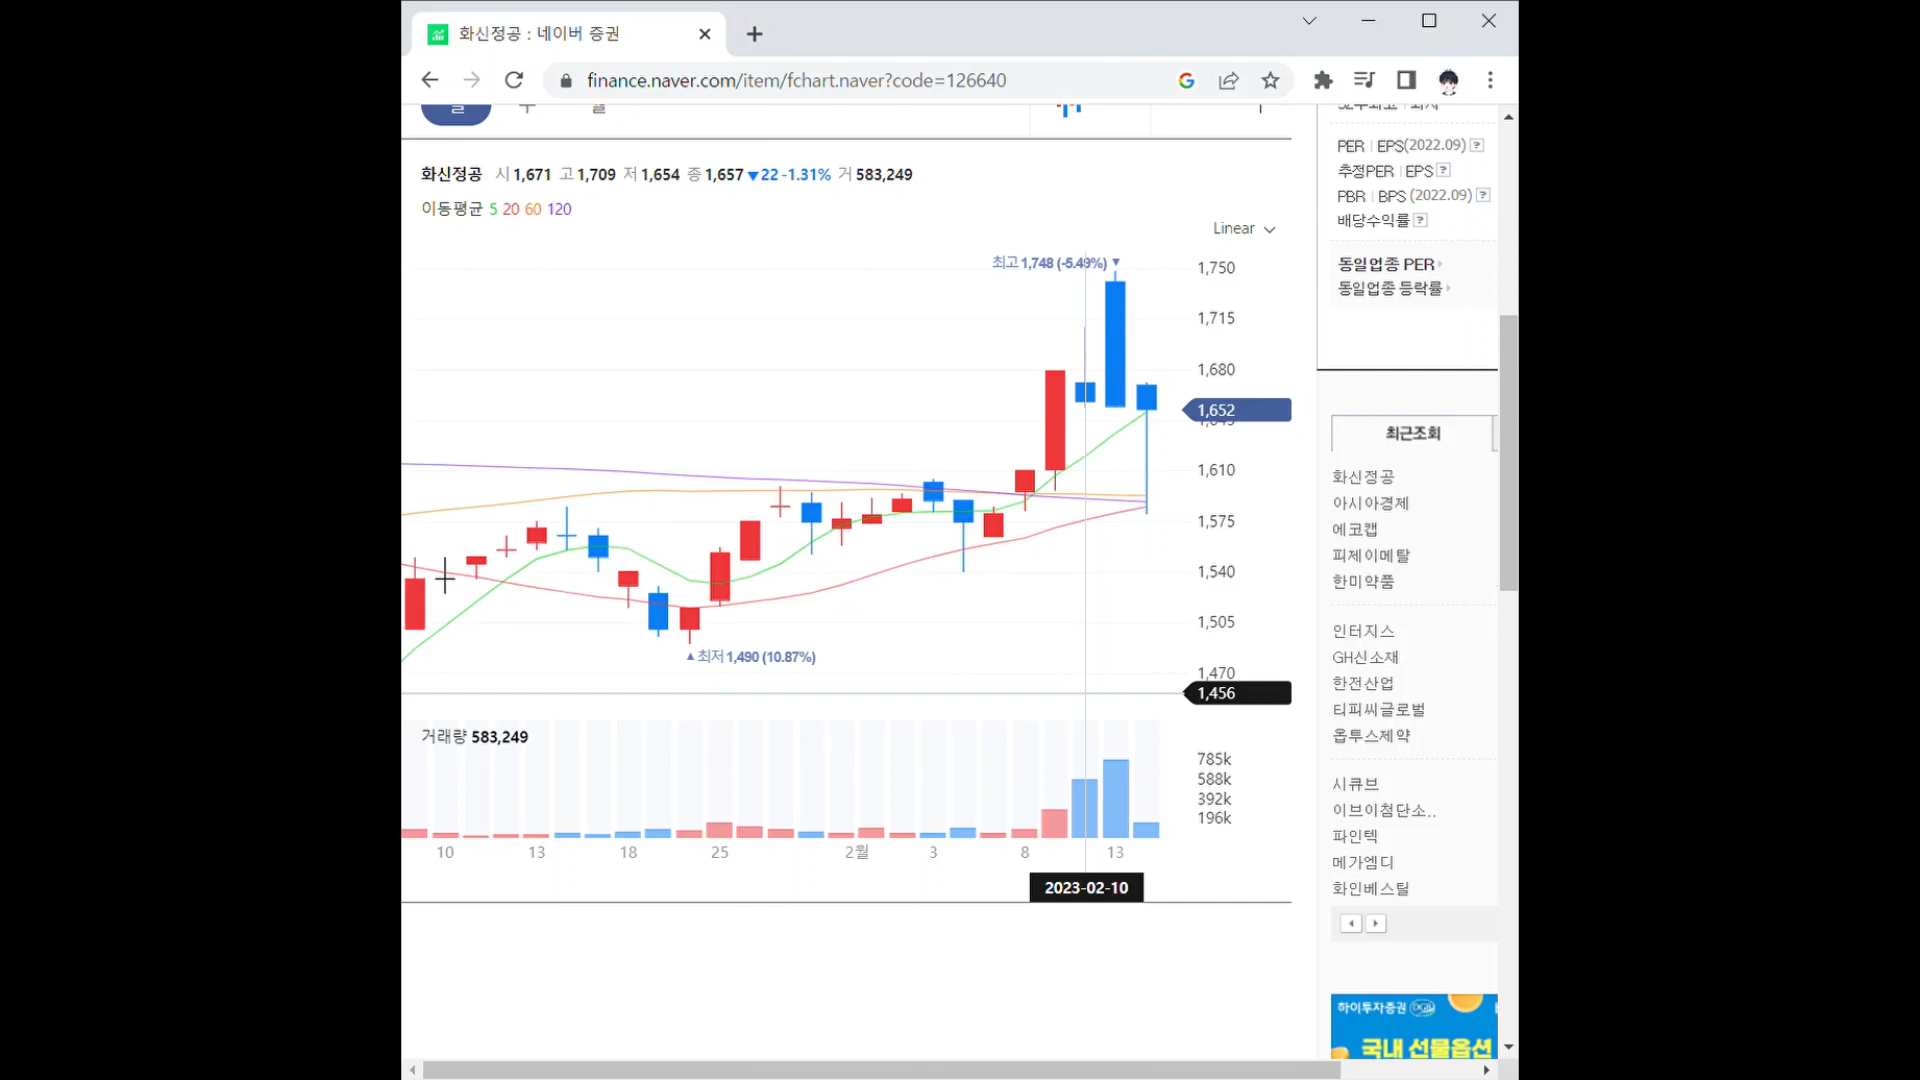 화신정공 : 네이버 증권
finance.naver.com/item/fchart.naver?code=126640
PER | EPS(2022.09) ?
추정PER | EPS ?
PBR | BPS (2022.09) ?
배당수익률 ?
동일업종 PER
동일업종 등락률
화신정공 시 1,671 고 1,709 저 1,654 종 1,657 ▼22 -1.31% 거 583,249
이동평균 5 20 60 120
Linear
최고 1,748 (-5.49%) ▼
1,750
1,715
1,680
1,652
1,645
1,610
1,575
1,540
1,505
1,470
1,456
▲ 최저 1,490 (10.87%)
거래량 583,249
785k
588k
392k
196k
10 13 18 25 2월 3 8 13
2023-02-10
최근조회
화신정공
아시아경제
에코캡
피제이메탈
한미약품
인터지스
GH신소재
한전산업
티피씨글로벌
옵투스제약
시큐브
이브이첨단소..
파인텍
메가엠디
화인베스틸
하이투자증권 DGB
국내 선물옵션